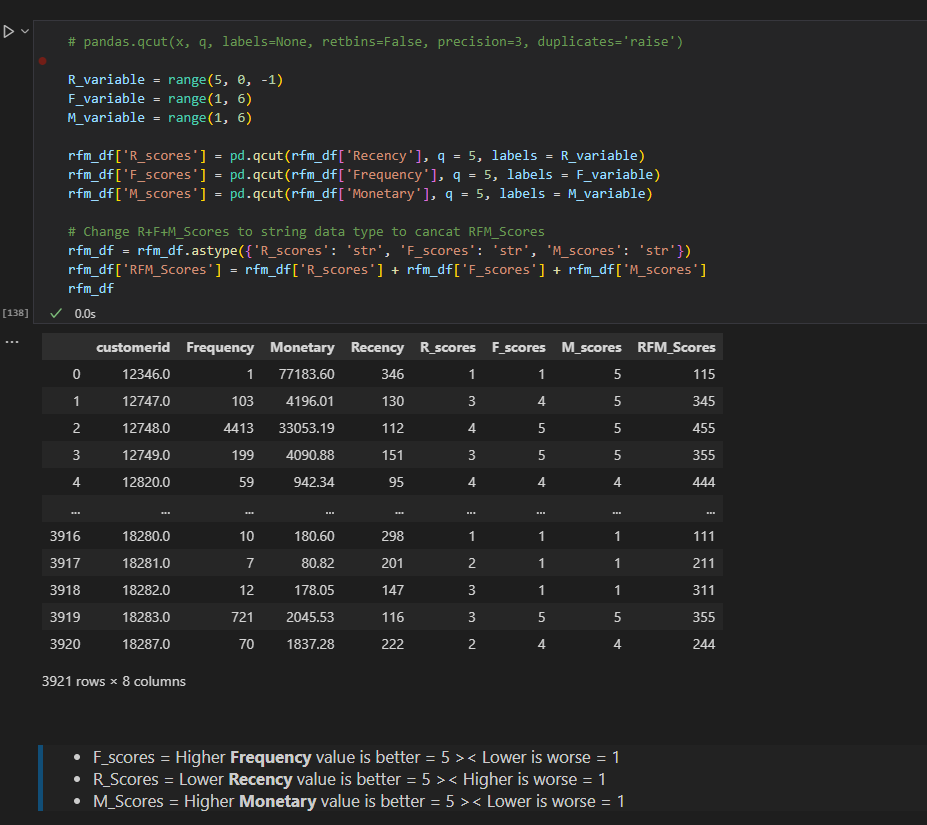 # pandas.qcut(x, q, labels=None, retbins=False, precision=3, duplicates='raise')
R_variable = range(5, 0, -1)
F_variable = range(1, 6)
M_variable = range(1, 6)
rfm_df['R_scores'] = pd.qcut(rfm_df['Recency'], q = 5, labels = R_variable)
rfm_df['F_scores'] = pd.qcut(rfm_df['Frequency'], q = 5, labels = F_variable)
rfm_df['M_scores'] = pd.qcut(rfm_df['Monetary'], q = 5, labels = M_variable)
# Change R+F+M_Scores to string data type to cancat RFM_Scores
rfm_df = rfm_df.astype({'R_scores': 'str', 'F_scores': 'str', 'M_scores': 'str'})
rfm_df['RFM_Scores'] = rfm_df['R_scores'] + rfm_df['F_scores'] + rfm_df['M_scores']
rfm_df
[138] ✓ 0.0s
...
customerid Frequency Monetary Recency R_scores F_scores M_scores RFM_Scores
0 12346.0 1 77183.60 346 1 1 5 115
1 12747.0 103 4196.01 130 3 4 5 345
2 12748.0 4413 33053.19 112 4 5 5 455
3 12749.0 199 4090.88 151 3 5 5 355
4 12820.0 59 942.34 95 4 4 4 444
... ... ... ... ... ... ... ... ...
3916 18280.0 10 180.60 298 1 1 1 111
3917 18281.0 7 80.82 201 2 1 1 211
3918 18282.0 12 178.05 147 3 1 1 311
3919 18283.0 721 2045.53 116 3 5 5 355
3920 18287.0 70 1837.28 222 2 4 4 244
3921 rows × 8 columns
• F_scores = Higher Frequency value is better = 5 >< Lower is worse = 1
• R_Scores = Lower Recency value is better = 5 >< Higher is worse = 1
• M_Scores = Higher Monetary value is better = 5 >< Lower is worse = 1